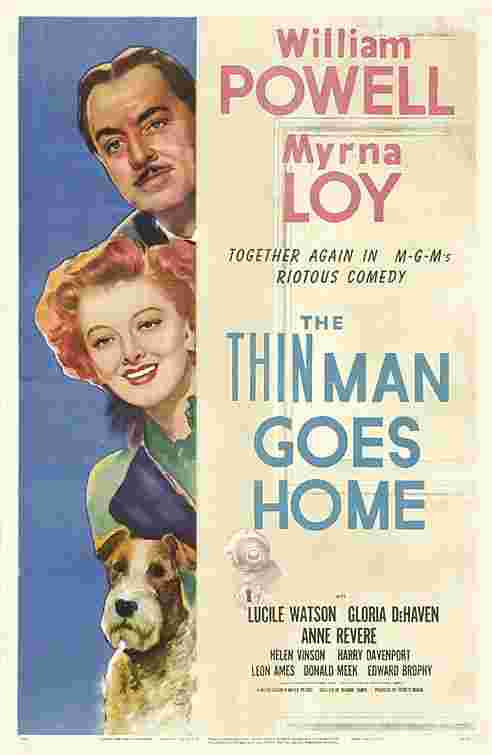 William
POWELL
Myrna
LOY
TOGETHER AGAIN IN M-G-M's
RIOTOUS COMEDY
THE
THIN MAN
GOES
HOME
WITH
LUCILE WATSON GLORIA DeHAVEN
ANNE REVERE
HELEN VINSON HARRY DAVENPORT
LEON AMES DONALD MEEK EDWARD BROPHY